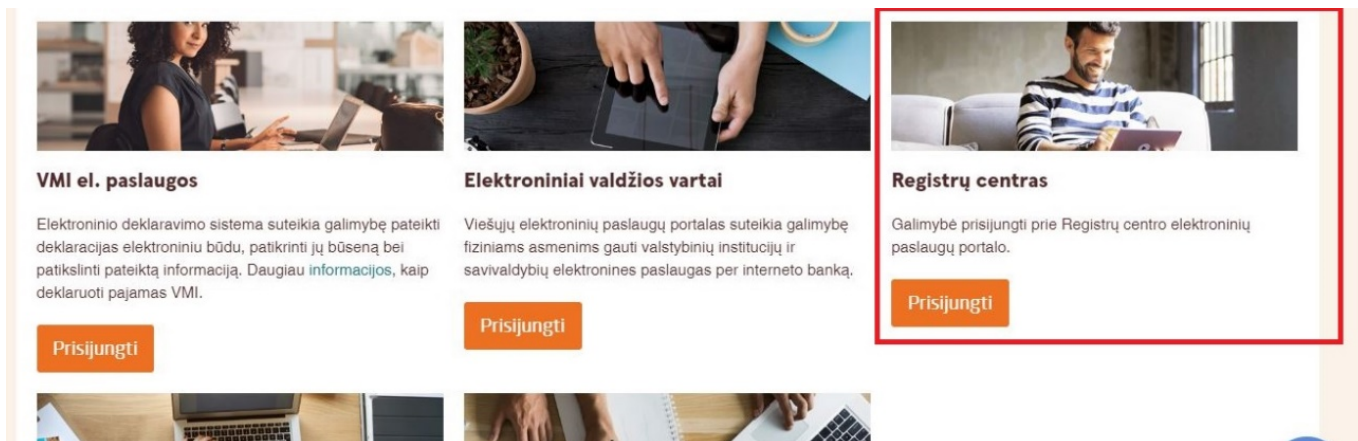 VMI el. paslaugos
Elektroninio deklaravimo sistema suteikia galimybę pateikti
deklaracijas elektroniniu būdu, patikrinti jų būseną bei
patikslinti pateiktą informaciją. Daugiau informacijos, kaip
deklaruoti pajamas VMI.
Prisijungti
Elektroniniai valdžios vartai
Viešųjų elektroninių paslaugų portalas suteikia galimybę
fiziniams asmenims gauti valstybinių institucijų ir
savivaldybių elektronines paslaugas per interneto banką.
Prisijungti
Registrų centras
Galimybė prisijungti prie Registrų centro elektroninių
paslaugų portalo.
Prisijungti